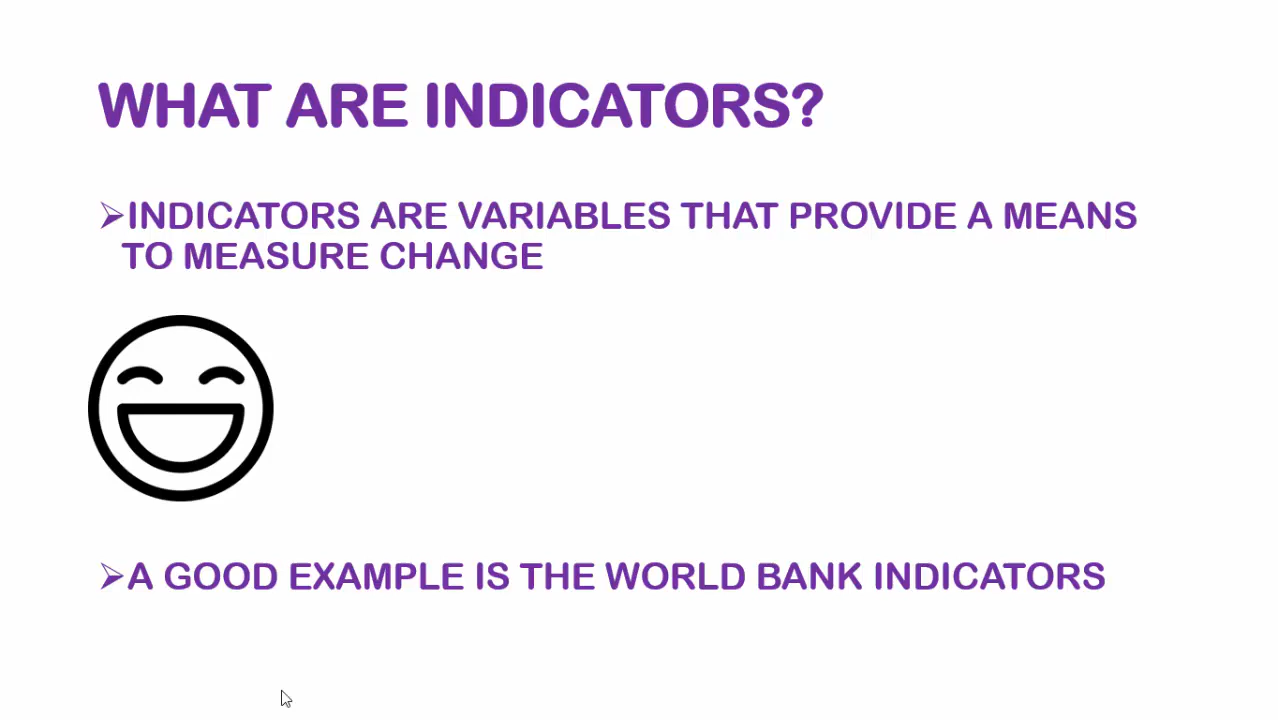 WHAT ARE INDICATORS?
➢INDICATORS ARE VARIABLES THAT PROVIDE A MEANS
TO MEASURE CHANGE
➢A GOOD EXAMPLE IS THE WORLD BANK INDICATORS